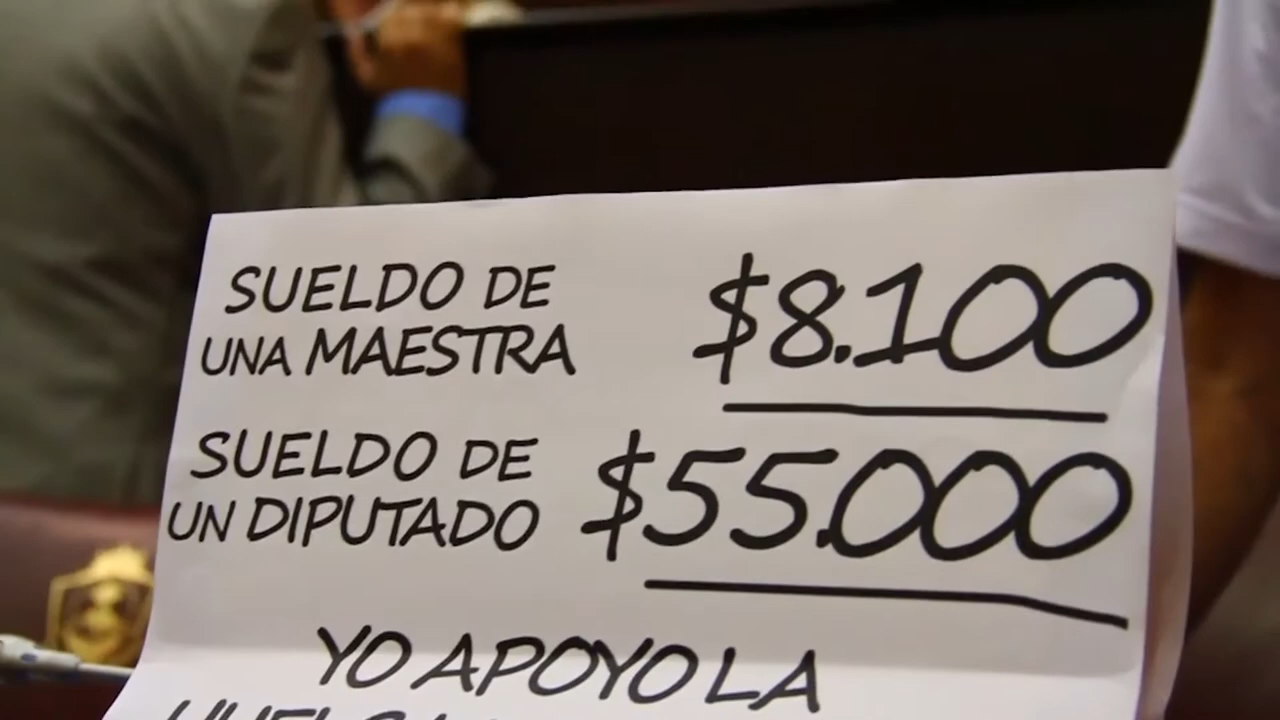 SUELDO DE
UNA MAESTRA $8.100
SUELDO DE
UN DIPUTADO $55.000
YO APOYO LA